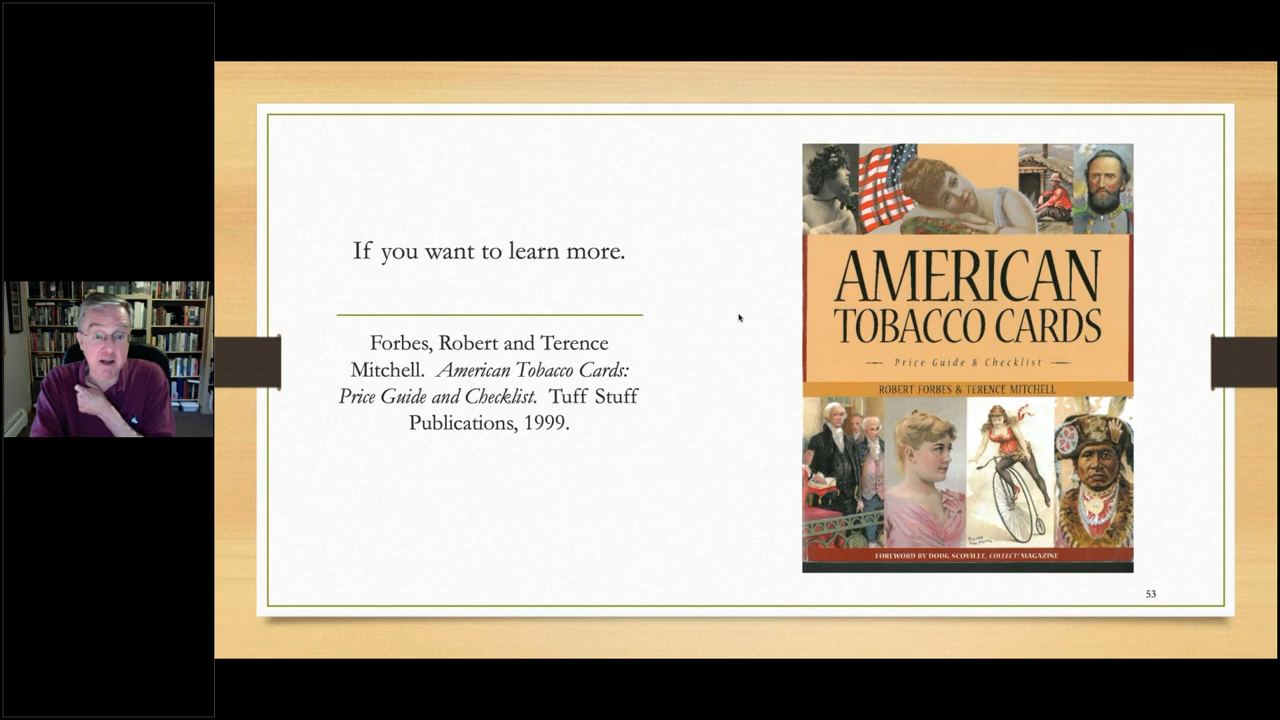 If you want to learn more.
Forbes, Robert and Terence
Mitchell. American Tobacco Cards:
Price Guide and Checklist. Tuff Stuff
Publications, 1999.
AMERICAN
TOBACCO CARDS
Price Guide & Checklist
ROBERT FORBES & TERENCE MITCHELL
FOREWORD BY DOUG SCOVILLE, COLLECT! MAGAZINE
53